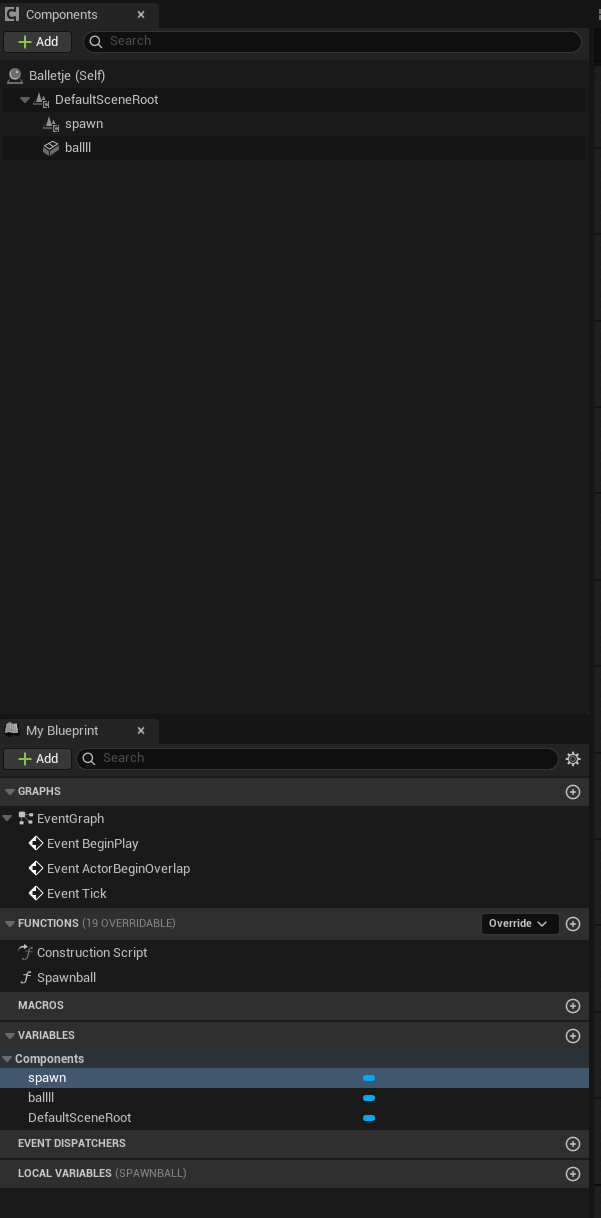 Components
Add
Search
Balletje (Self)
DefaultSceneRoot
spawn
ballll
My Blueprint
Add
Search
GRAPHS
EventGraph
Event BeginPlay
Event ActorBeginOverlap
Event Tick
FUNCTIONS (19 OVERRIDABLE) Override
Construction Script
Spawnball
MACROS
VARIABLES
Components
spawn
ballll
DefaultSceneRoot
EVENT DISPATCHERS
LOCAL VARIABLES (SPAWNBALL)